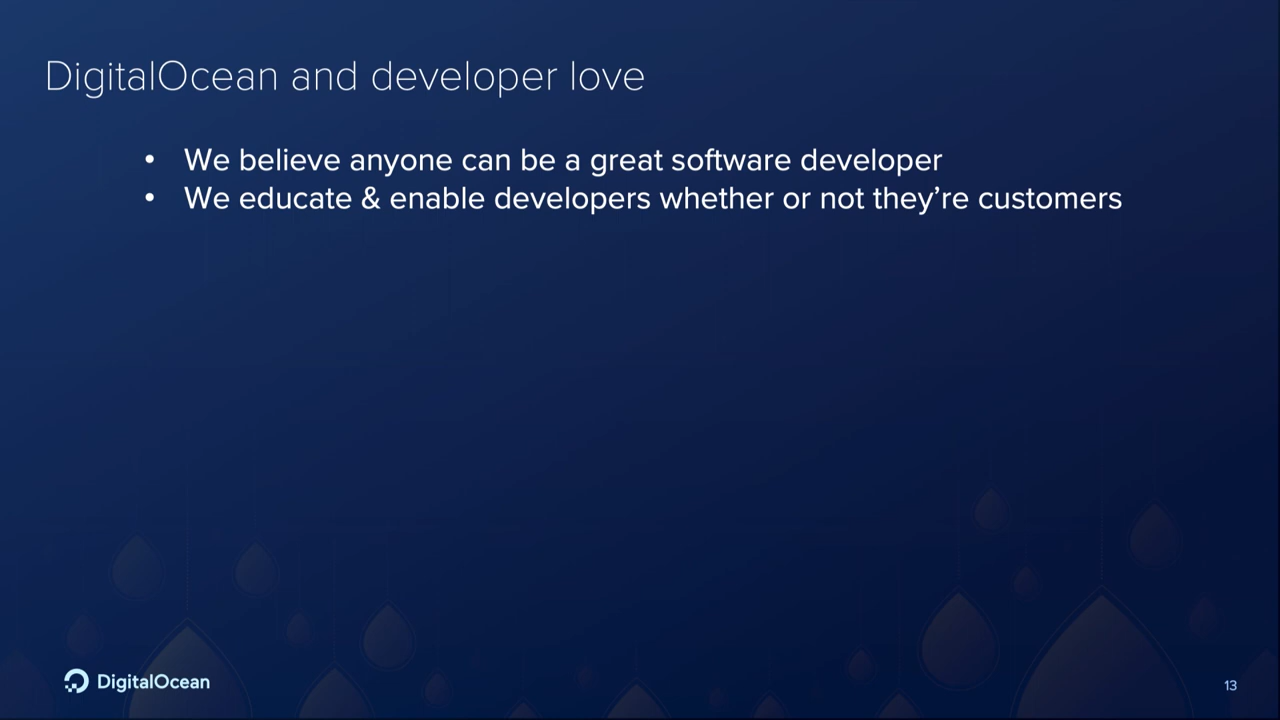 DigitalOcean and developer love
• We believe anyone can be a great software developer
• We educate & enable developers whether or not they’re customers
DigitalOcean
13